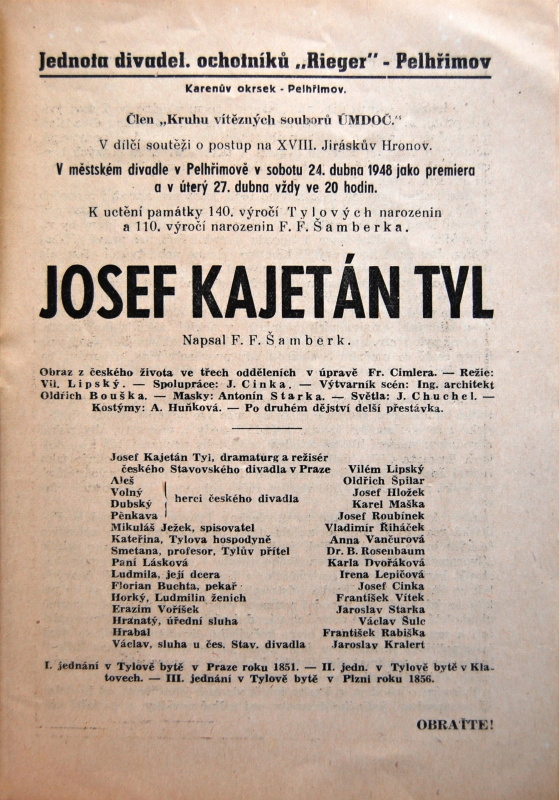 Jednota divadel. ochotníků „Rieger" - Pelhřimov
Karenův okrsek - Pelhřimov.
Člen „Kruhu vítězných souborů ÚMDOČ."
V dílčí soutěži o postup na XVIII. Jiráskův Hronov.
V městském divadle v Pelhřimově v sobotu 24. dubna 1948 jako premiera
a v úterý 27. dubna vždy ve 20 hodin.
K uctění památky 140. výročí Tylových narozenin
a 110. výročí narozenin F. F. Šamberka.
JOSEF KAJETÁN TYL
Napsal F. F. Šamberk.
Obraz z českého života ve třech odděleních v úpravě Fr. Cimlera. — Režie:
Vil. Lipský. — Spolupráce: J. Cinka. — Výtvarník scén: Ing. architekt
Oldřich Bouška. — Masky: Antonín Starka. — Světla: J. Chuchel. —
Kostýmy: A. Huňková. — Po druhém dějství delší přestávka.
Josef Kajetán Tyl, dramaturg a režisér
českého Stavovského divadla v Praze Vilém Lipský
Aleš Oldřich Špilar
Volný Josef Hložek
Dubský herci českého divadla Karel Maška
Pěnkava Josef Roubínek
Mikuláš Ježek, spisovatel Vladimír Řiháček
Kateřina, Tylova hospodyně Anna Vančurová
Smetana, profesor, Tylův přítel Dr. B. Rosenbaum
Paní Lásková Karla Dvořáková
Ludmila, její dcera Irena Lepičová
Florian Buchta, pekař Josef Cinka
Horký, Ludmilin ženich František Vítek
Erazim Voříšek Jaroslav Starka
Hranatý, úřední sluha Václav Šulc
Hrabal František Rabiška
Václav, sluha u čes. Stav. divadla Jaroslav Kralert
I. jednání v Tylově bytě v Praze roku 1851. — II. jedn. v Tylově bytě v Kla-
tovech. — III. jednání v Tylově bytě v Plzni roku 1856.
OBRAŤTE!